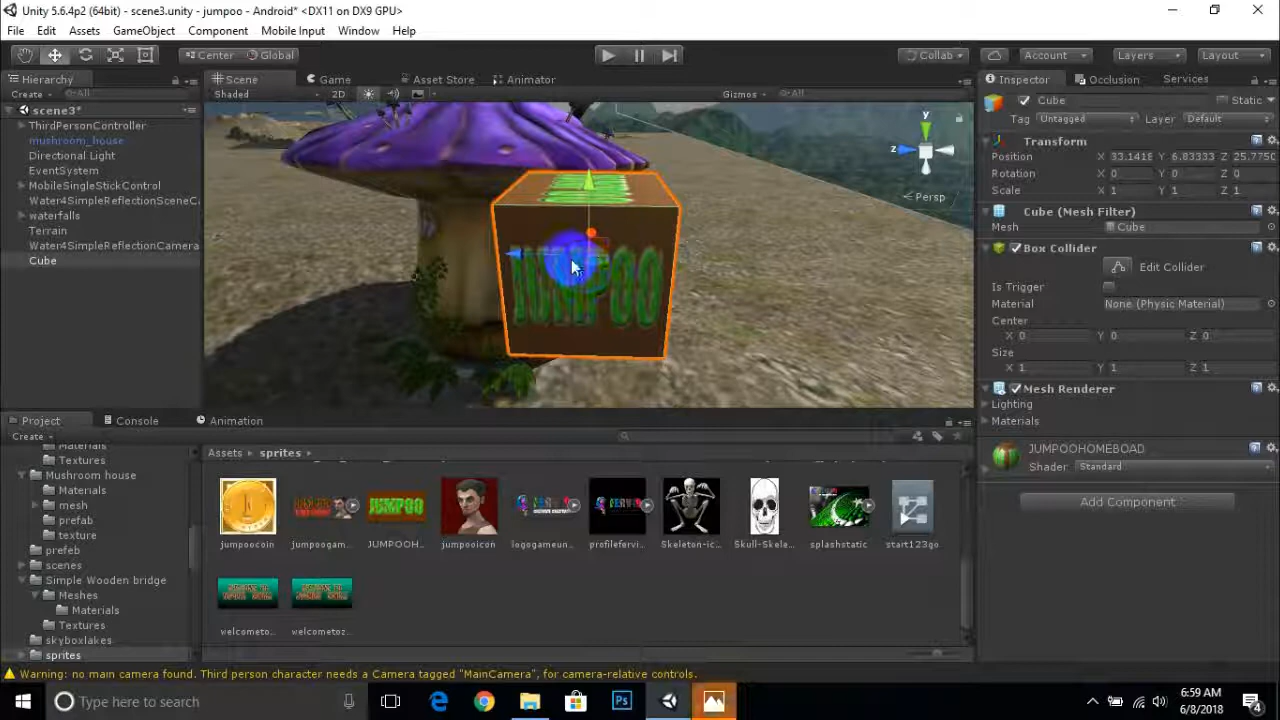 Unity 5.6.4p2 (64bit) - scene3.unity - jumpoo - Android* <DX11 on DX9 GPU>
File Edit Assets GameObject Component Mobile Input Window Help
Center Global Collab Account Layers Layout
Hierarchy Scene Game Asset Store Animator Inspector Occlusion Services
Create All Shaded 2D Gizmos All
Cube Static
Tag Untagged Layer Default
scene3*
ThirdPersonController
mushroom_house
Directional Light
EventSystem
MobileSingleStickControl
Water4SimpleReflectionSceneCa
waterfalls
Terrain
Water4SimpleReflectionCamera
Cube
y
z
Persp
JUMPOO
Transform
Position X 33.1418 Y 6.83333 Z 25.7750
Rotation X 0 Y 0 Z 0
Scale X 1 Y 1 Z 1
Cube (Mesh Filter)
Mesh Cube
Box Collider
Edit Collider
Is Trigger
Material None (Physic Material)
Center
X 0 Y 0 Z 0
Size
X 1 Y 1 Z 1
Mesh Renderer
Lighting
Materials
JUMPOOHOMEBOAD
Shader Standard
Add Component
Project Console Animation
Create
Materials
Textures
Mushroom house
Materials
mesh
prefab
texture
prefeb
scenes
Simple Wooden bridge
Meshes
Materials
Textures
skyboxlakes
sprites
Assets sprites
JUMPOO
jumpoocoin jumpoogam... JUMPOOH... jumpooicon logogameun... profilefervi... Skeleton-ic... Skull-Skele... splashstatic start123go
welcometo... welcometoz...
Warning: no main camera found. Third person character needs a Camera tagged "MainCamera", for camera-relative controls.
Type here to search
Ps
6:59 AM
6/8/2018
4